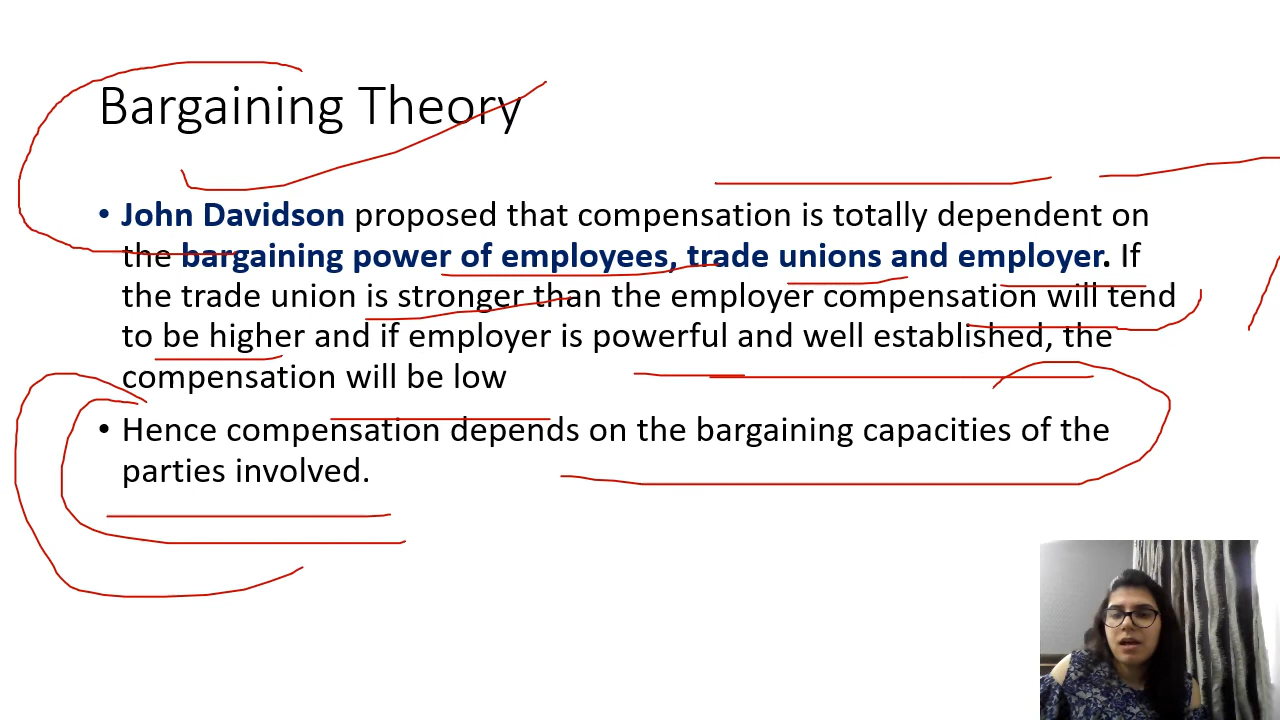 Bargaining Theory
• John Davidson proposed that compensation is totally dependent on
the bargaining power of employees, trade unions and employer. If
the trade union is stronger than the employer compensation will tend
to be higher and if employer is powerful and well established, the
compensation will be low
• Hence compensation depends on the bargaining capacities of the
parties involved.